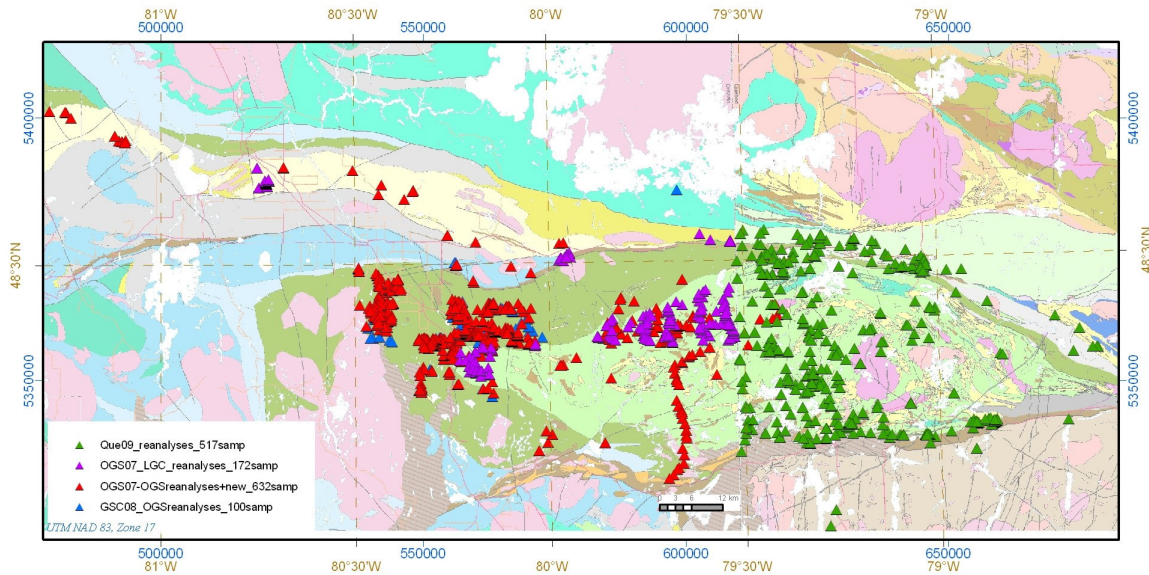 81°W 80°30'W 80°W 79°30'W 79°W
500000 550000 600000 650000
5400000 5400000
48°30'N 48°30'N
5350000 5350000
Que09_reanalyses_517samp
OGS07_LGC_reanalyses_172samp
OGS07-OGSreanalyses+new_632samp
GSC08_OGSreanalyses_100samp
0 3 6 12 km
UTM NAD 83, Zone 17
500000 550000 600000 650000
81°W 80°30'W 80°W 79°30'W 79°W